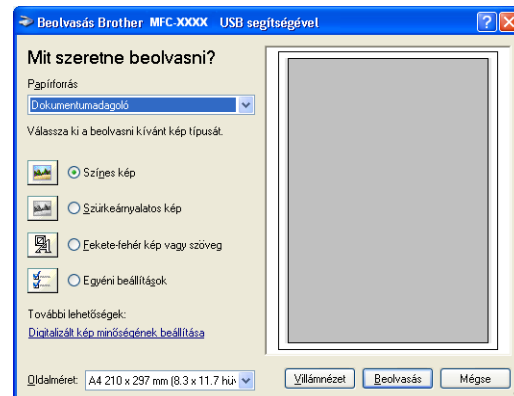 Beolvasás Brother MFC-XXXX USB segítségével
Mit szeretne beolvasni?
Papírforrás
Dokumentumadagoló
Válassza ki a beolvasni kívánt kép típusát.
Színes kép
Szürkeárnyalatos kép
Fekete-fehér kép vagy szöveg
Egyéni beállítások
További lehetőségek:
Digitalizált kép minőségének beállítása
Oldalméret: A4 210 x 297 mm (8.3 x 11.7 hüv
Villámnézet Beolvasás Mégse